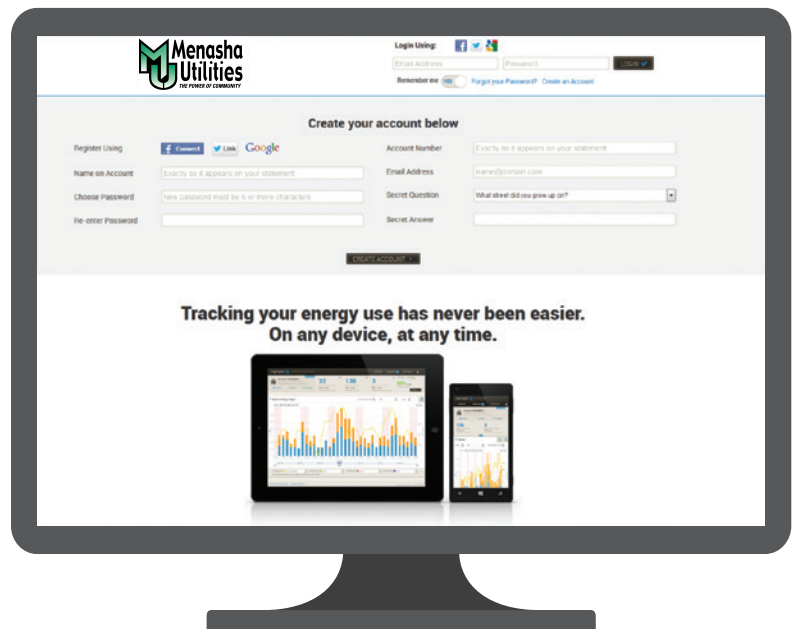 Menasha
Utilities
THE POWER OF COMMUNITY
Login Using:
Email Address
Password
LOGIN
Remember me
YES
Forgot your Password?
Create an Account
Create your account below
Register Using
Connect
Link
Google
Name on Account
Exactly as it appears on your statement
Choose Password
New password must be 6 or more characters
Re-enter Password
Account Number
Exactly as it appears on your statement
Email Address
name@domain.com
Secret Question
What street did you grow up on?
Secret Answer
CREATE ACCOUNT
Tracking your energy use has never been easier.
On any device, at any time.